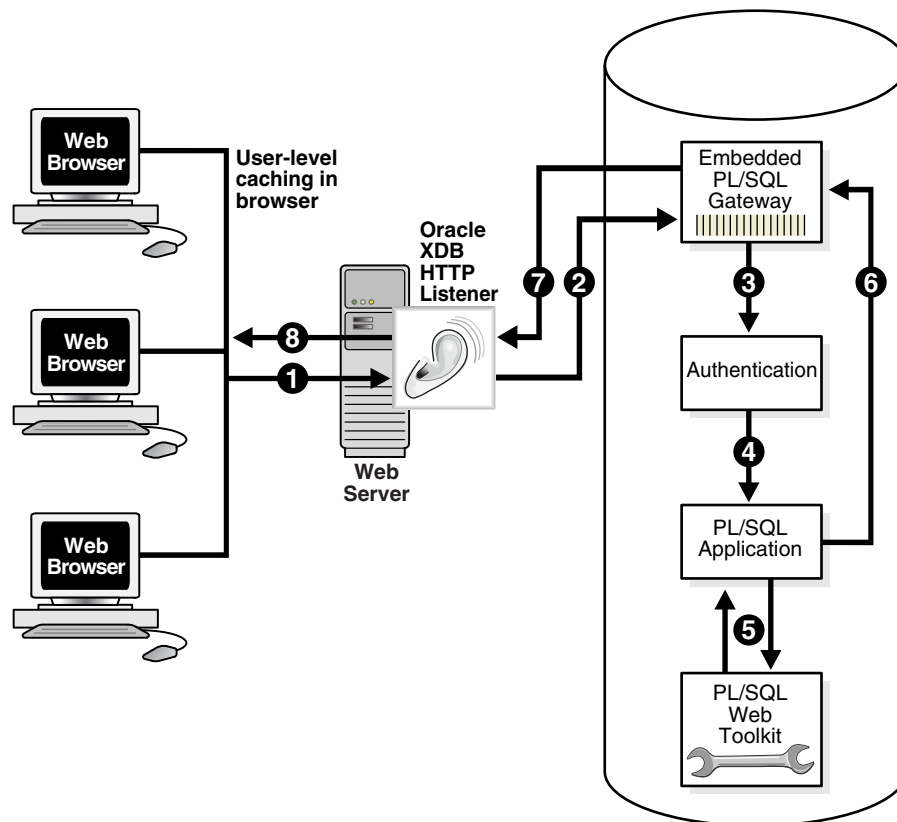 Web
Browser
User-level
caching in
browser
Web
Browser
Web
Browser
Oracle
XDB
HTTP
Listener
8
1
Web
Server
7
2
Embedded
PL/SQL
Gateway
3
6
Authentication
4
PL/SQL
Application
5
PL/SQL
Web
Toolkit